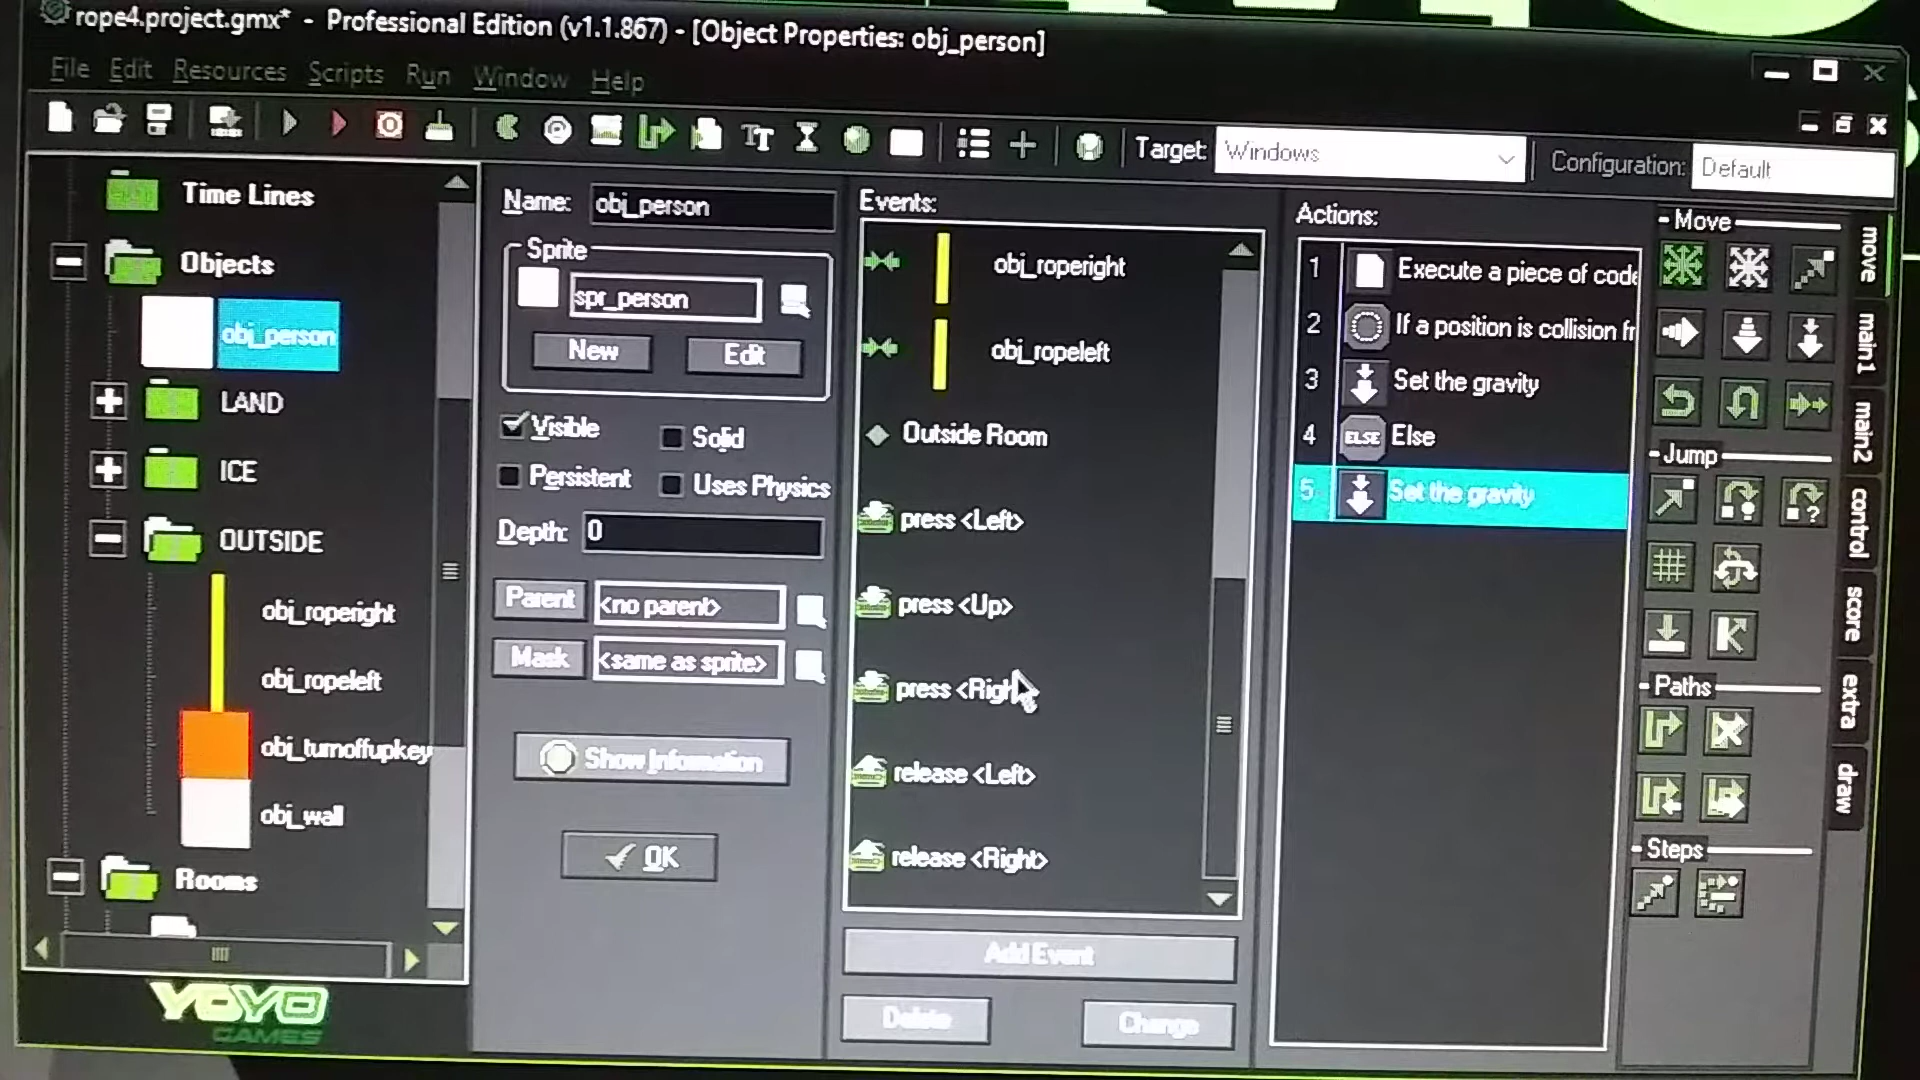 rope4.project.gmx* - Professional Edition (v1.1.867) - [Object Properties: obj_person]
File Edit Resources Scripts Run Window Help
Target: Windows
Configuration: Default
Time Lines
Objects
obj_person
LAND
ICE
OUTSIDE
obj_roperight
obj_ropeleft
obj_turnoffupkey
obj_wall
Rooms
YOYO
GAMES
Name: obj_person
Sprite
spr_person
New
Edit
Visible
Solid
Persistent
Uses Physics
Depth: 0
Parent <no parent>
Mask <same as sprite>
Show Information
OK
Events:
obj_roperight
obj_ropeleft
Outside Room
press <Left>
press <Up>
press <Righ
release <Left>
release <Right>
Add Event
Delete
Change
Actions:
1 Execute a piece of code
2 If a position is collision fr
3 Set the gravity
4 ELSE Else
5 Set the gravity
Move
Jump
Paths
Steps
move
main1
main2
control
score
extra
draw